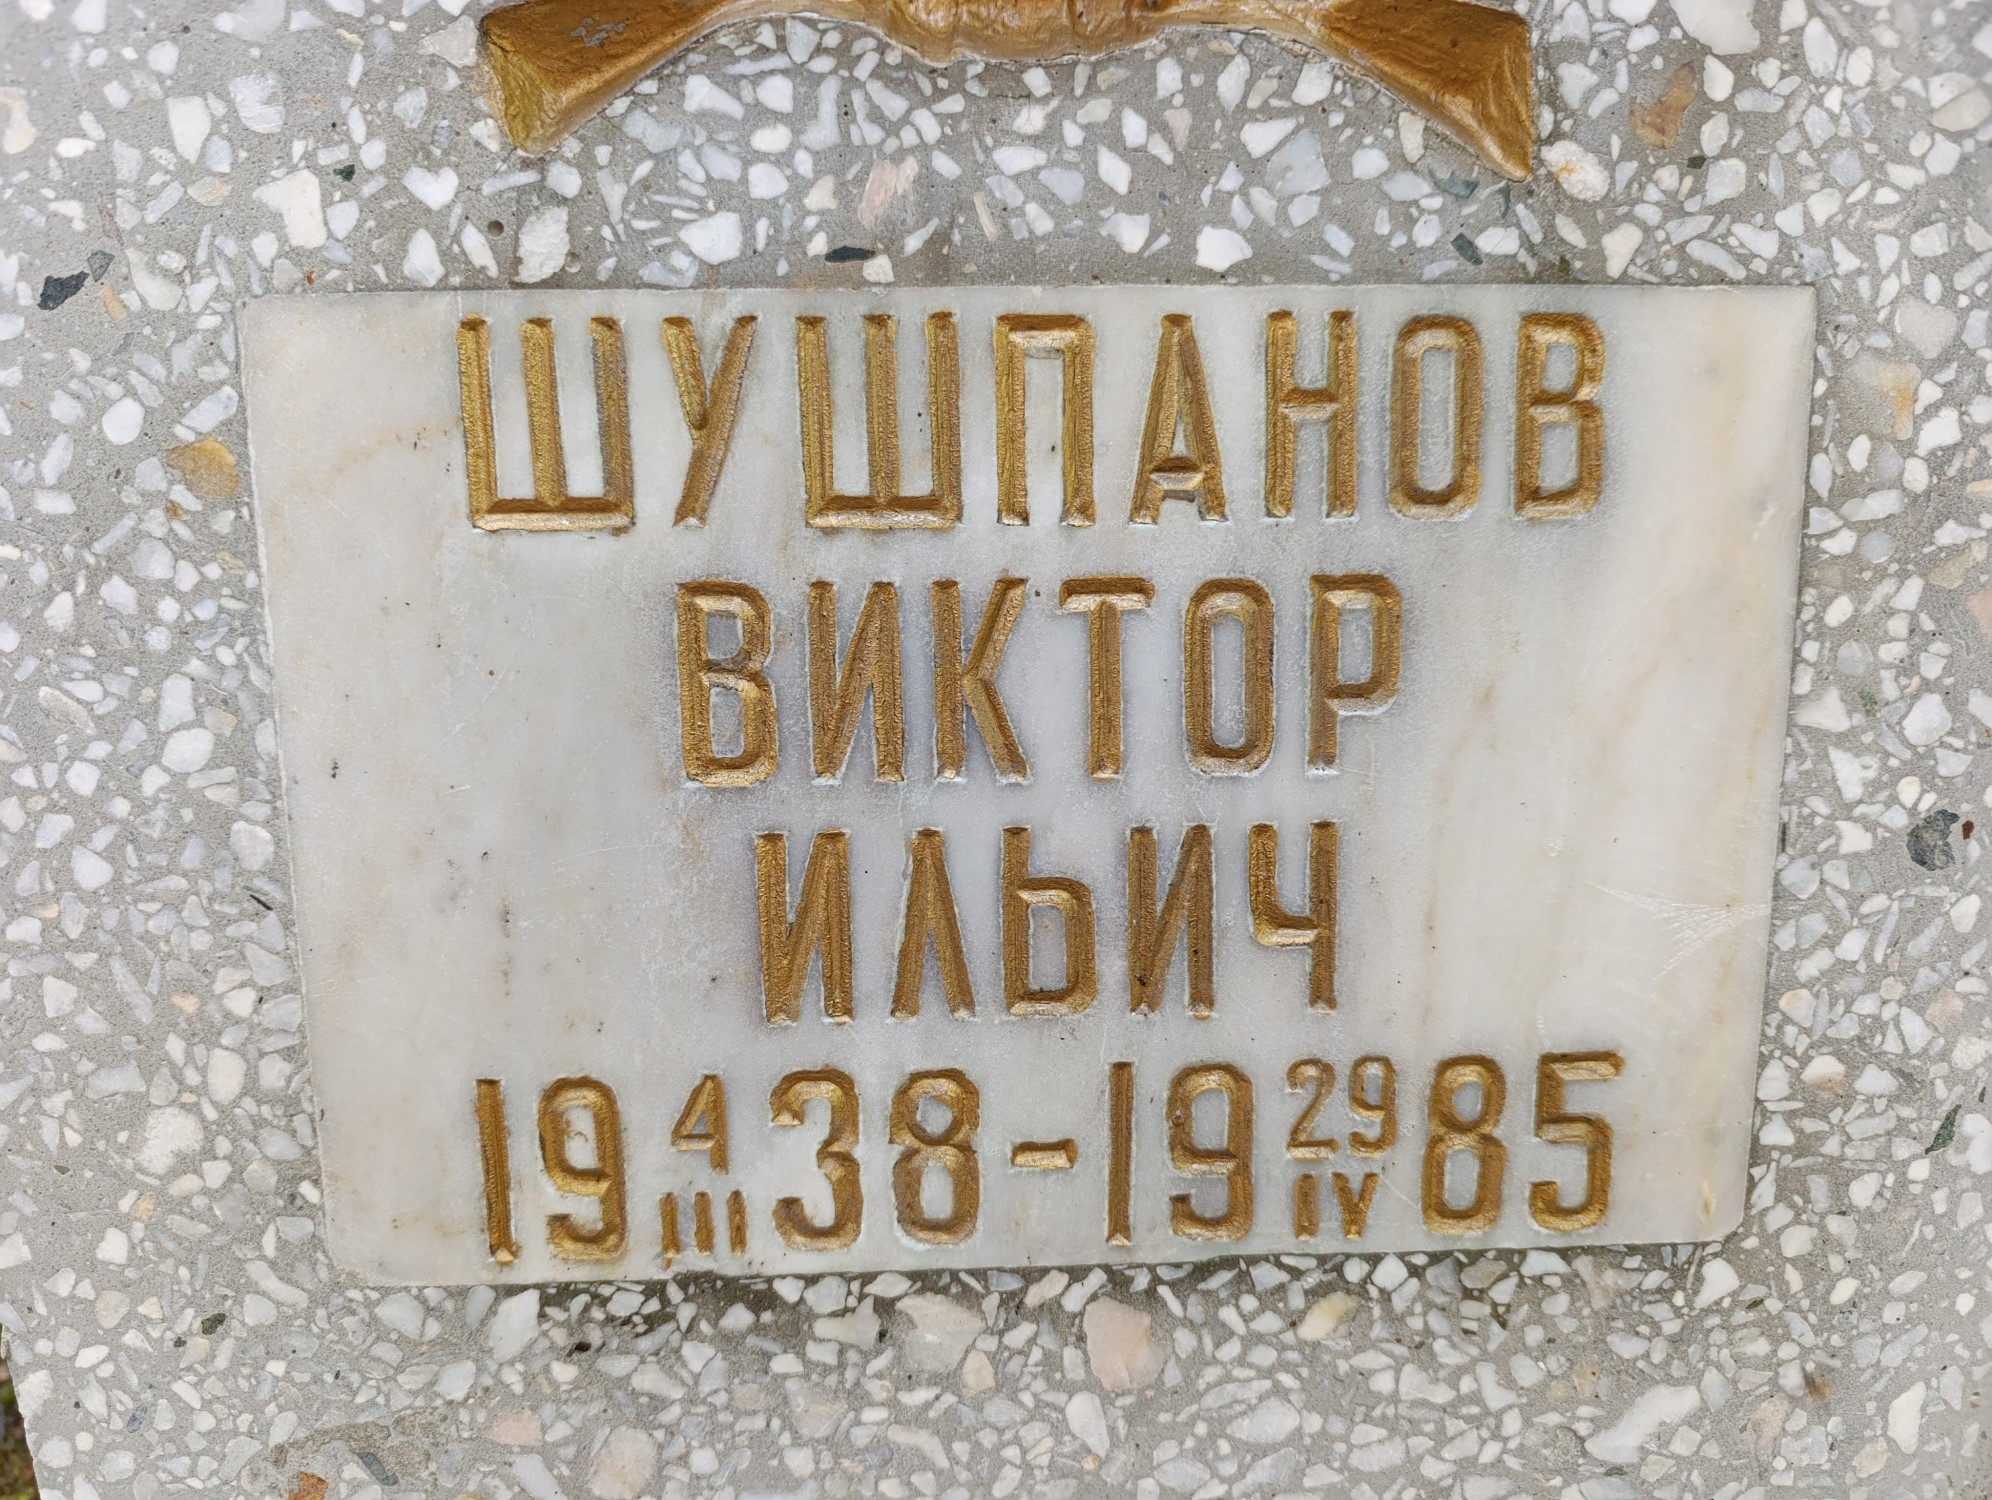 ШУШПАНОВ
ВИКТОР
ИЛЬИЧ
19 4/III 38-19 29/IV 85